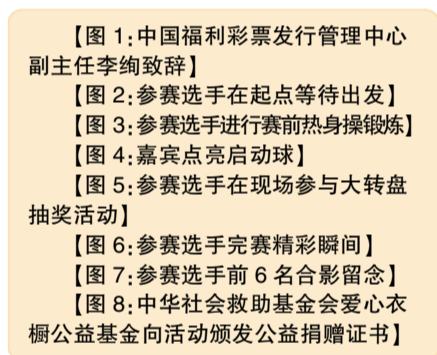 【图 1:中国福利彩票发行管理中心
副主任李绚致辞】
【图 2:参赛选手在起点等待出发】
【图 3:参赛选手进行赛前热身操锻炼】
【图 4:嘉宾点亮启动球】
【图 5:参赛选手在现场参与大转盘
抽奖活动】
【图 6:参赛选手完赛精彩瞬间】
【图 7:参赛选手前 6 名合影留念】
【图 8:中华社会救助基金会爱心衣
橱公益基金向活动颁发公益捐赠证书】